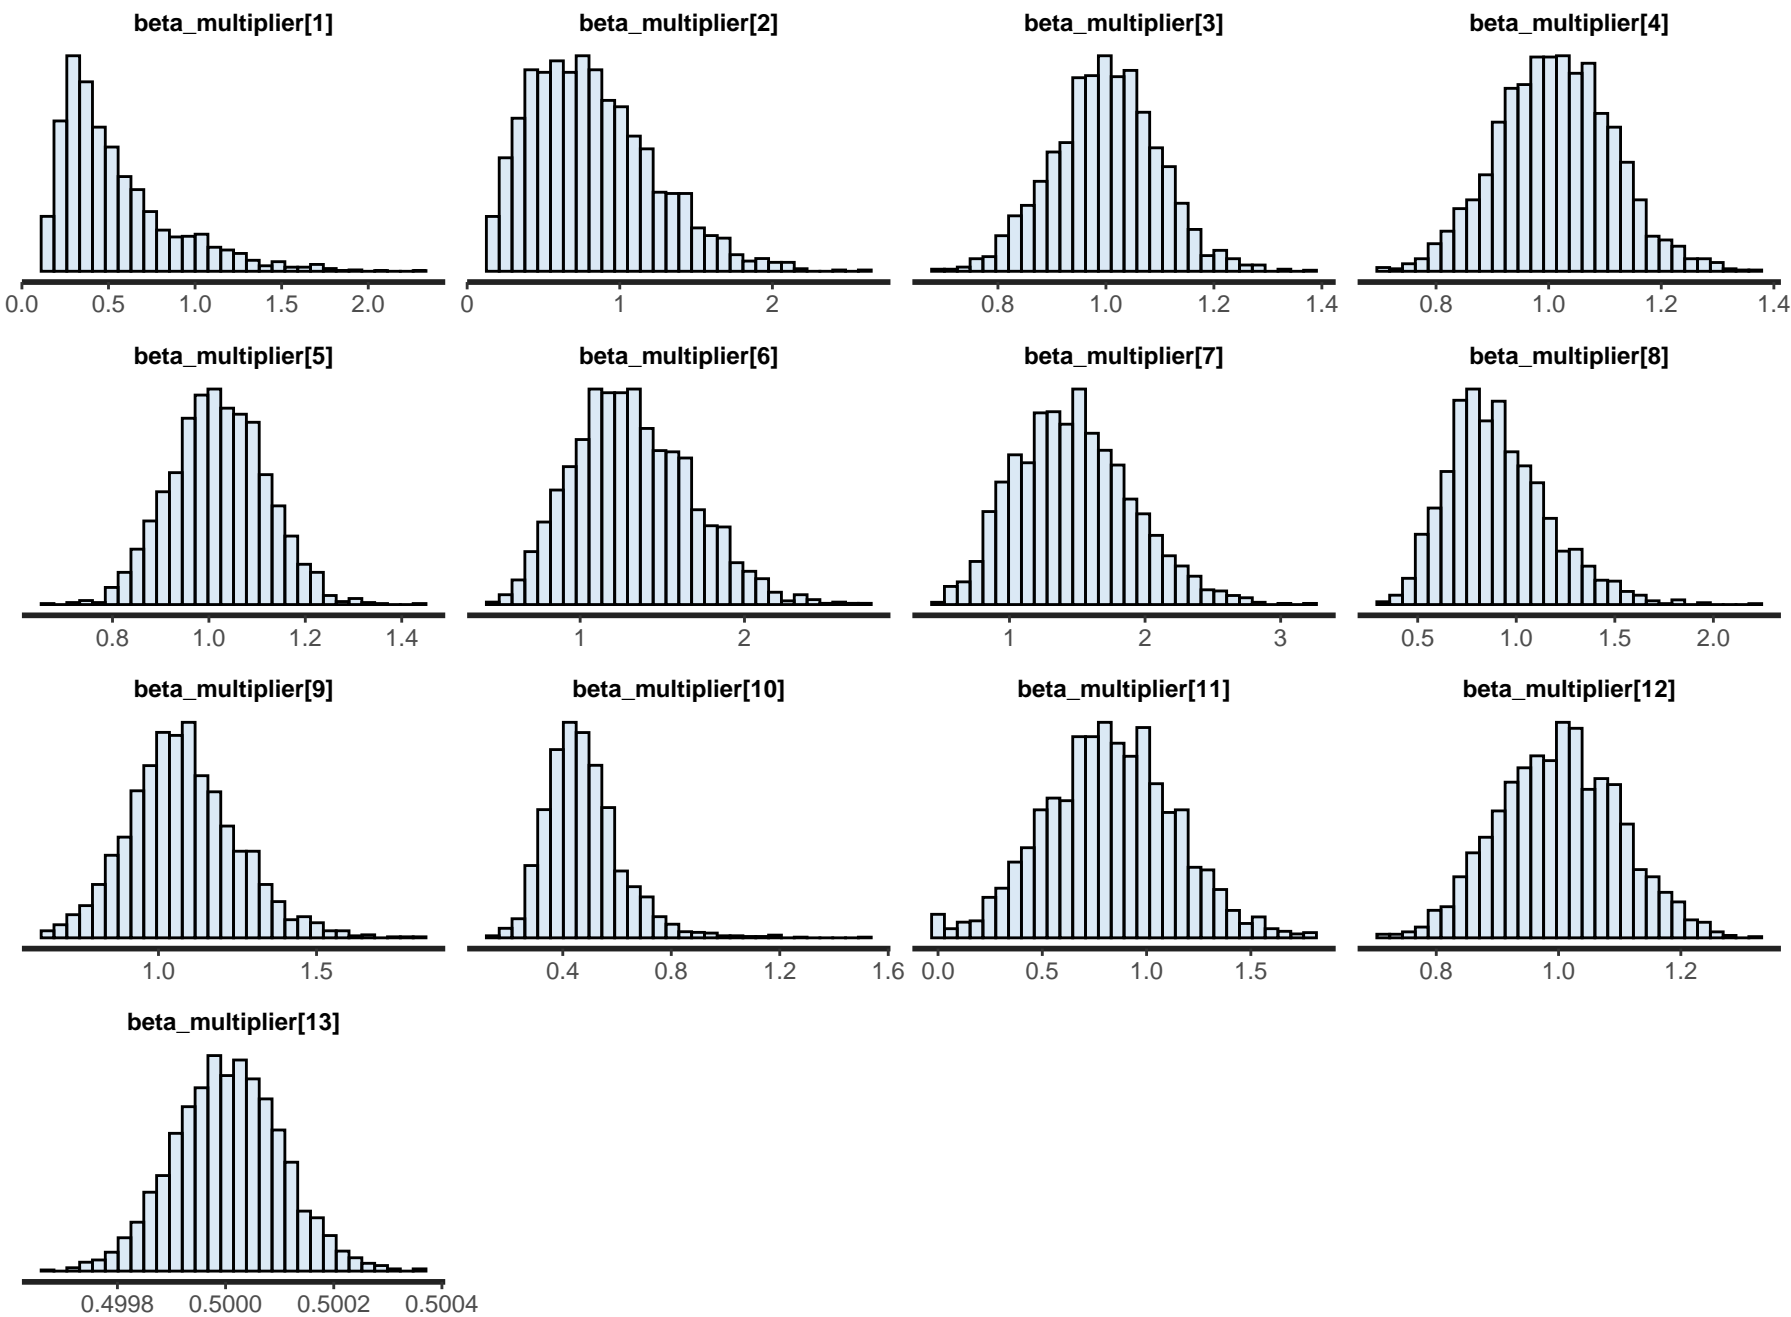 beta_multiplier[1] beta_multiplier[2] beta_multiplier[3] beta_multiplier[4]
0.0 0.5 1.0 1.5 2.0 0 1 2 0.8 1.0 1.2 1.4 0.8 1.0 1.2 1.4
beta_multiplier[5] beta_multiplier[6] beta_multiplier[7] beta_multiplier[8]
0.8 1.0 1.2 1.4 1 2 1 2 3 0.5 1.0 1.5 2.0
beta_multiplier[9] beta_multiplier[10] beta_multiplier[11] beta_multiplier[12]
1.0 1.5 0.4 0.8 1.2 1.6 0.0 0.5 1.0 1.5 0.8 1.0 1.2
beta_multiplier[13]
0.4998 0.5000 0.5002 0.5004